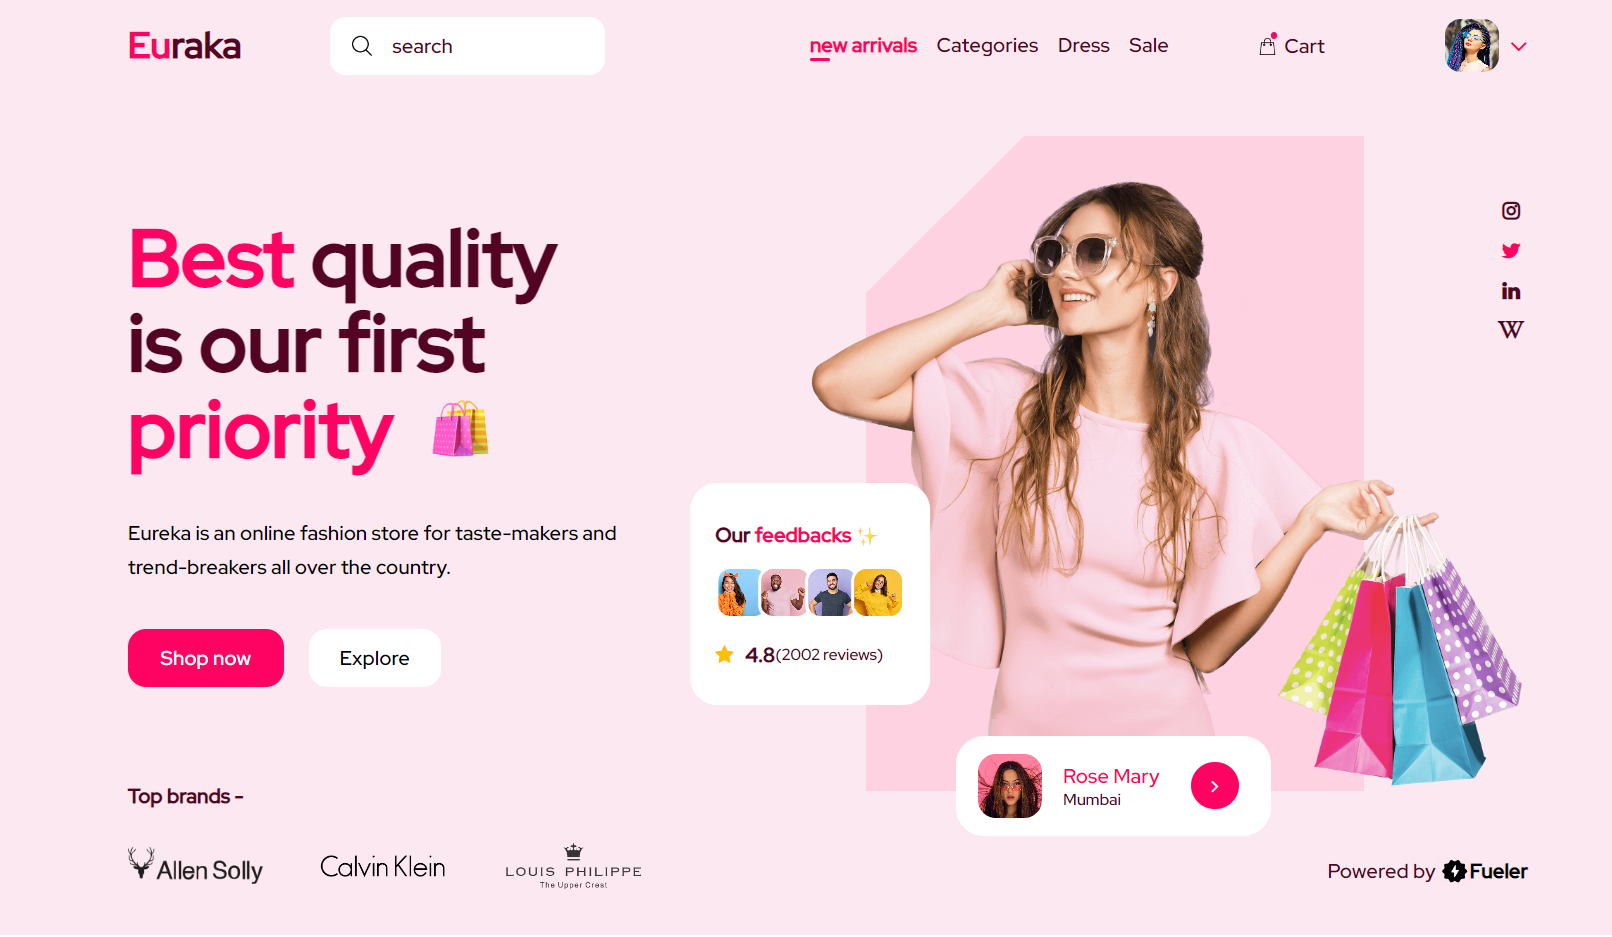 Euraka
search
new arrivals
Categories
Dress
Sale
Cart
Best quality
is our first
priority
Eureka is an online fashion store for taste-makers and
trend-breakers all over the country.
Shop now
Explore
Our feedbacks
4.8(2002 reviews)
Rose Mary
Mumbai
Top brands -
Allen Solly
Calvin Klein
LOUIS PHILIPPE
The Upper Crest
Powered by Fueler